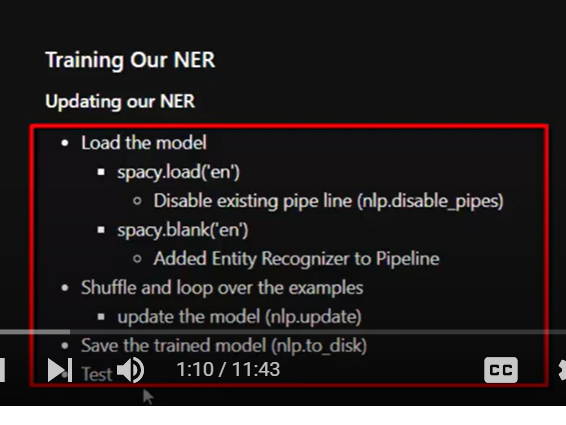 Training Our NER
Updating our NER
Load the model
spacy.load('en')
Disable existing pipe line (nlp.disable_pipes)
spacy.blank('en')
Added Entity Recognizer to Pipeline
Shuffle and loop over the examples
update the model (nlp.update)
Save the trained model (nlp.to_disk)
Test
1:10 / 11:43
CC